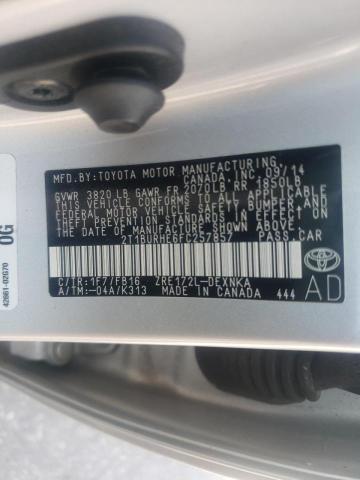 MFD.BY:TOYOTA MOTOR MANUFACTURING
CANADA INC. 09/14
GVWR 3820LB GAWR FR 2070LB RR 1850LB
THIS VEHICLE CONFORMS TO ALL APPLICABLE
FEDERAL MOTOR VEHICLE SAFETY, BUMPER, AND
THEFT PREVENTION STANDARDS IN EFFECT ON
THE DATE OF MANUFACTURE SHOWN ABOVE.
2T1BURHE6FC257857 PASS.CAR
C/TR:1F7/FB16 ZRE172L-DEXNKA
A/TM:-04A/K313 MADE IN CANADA 444
AD
42661-02G70
0G